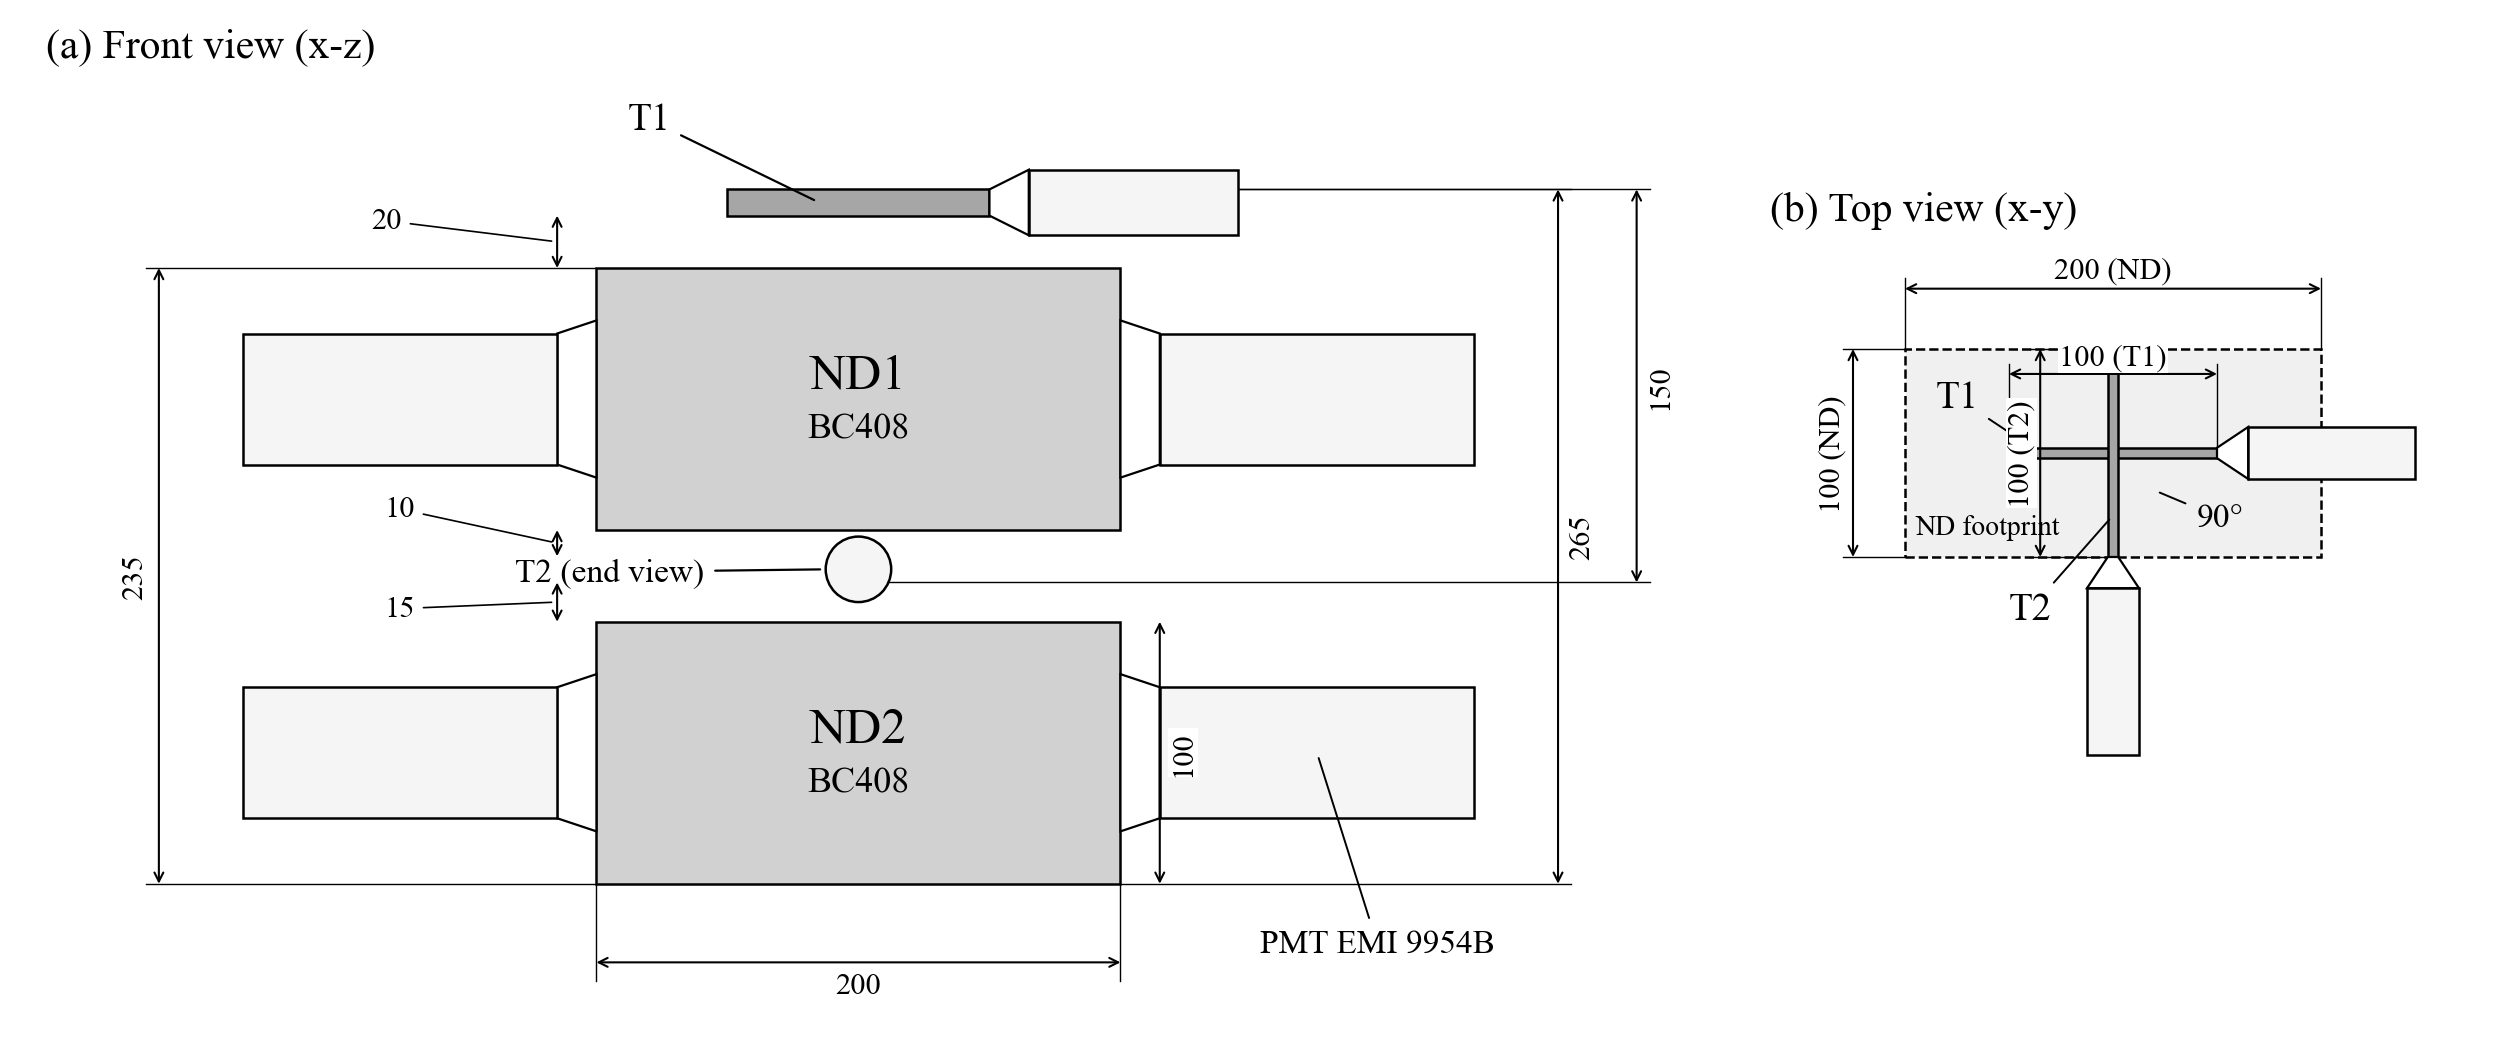 (a) Front view (x-z)
T1
20
ND1
BC408
10
T2 (end view)
15
235
ND2
BC408
100
265
150
PMT EMI 9954B
200
(b) Top view (x-y)
200 (ND)
100 (T1)
T1
100 (ND)
100 (T2)
90°
ND footprint
T2